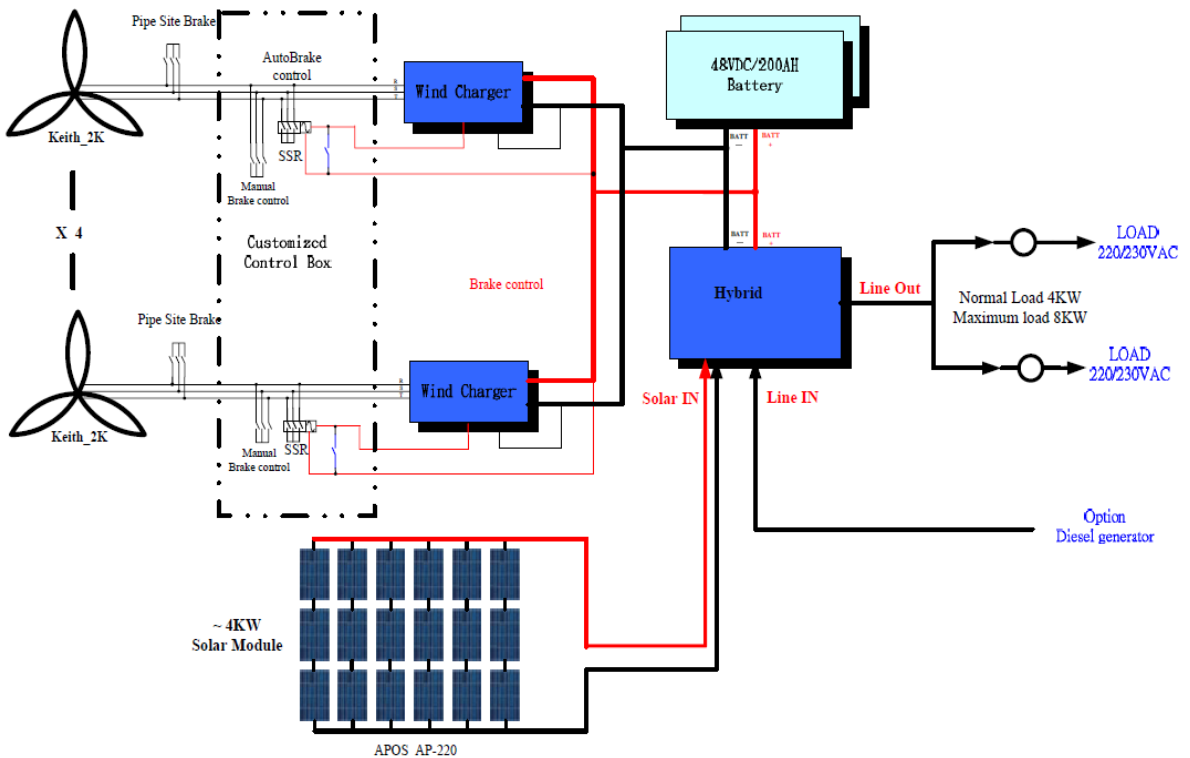 Pipe Site Brake
AutoBrake
control
Wind Charger
48VDC/200AH
Battery
Keith_2K
SSR
Manual
Brake control
BATT
—
BATT
+
X 4
Customized
Control Box
BATT
—
BATT
+
LOAD
220/230VAC
Brake control
Hybrid
Line Out
Normal Load 4KW
Maximum load 8KW
Pipe Site Brake
Wind Charger
LOAD
220/230VAC
Solar IN
Line IN
Keith_2K
SSR
Manual
Brake control
Option
Diesel generator
~ 4KW
Solar Module
APOS AP-220